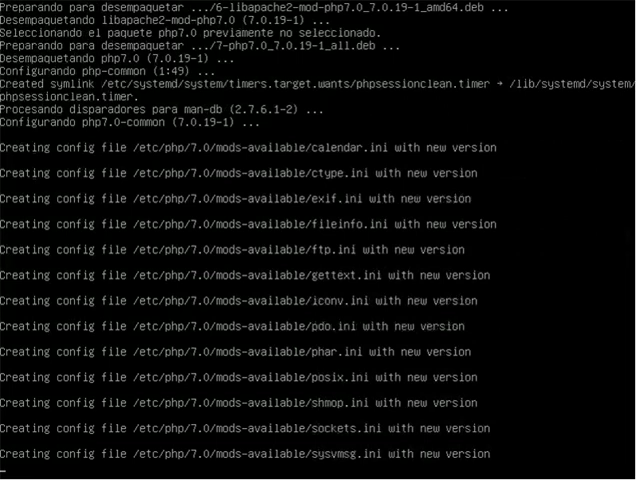 Preparando para desempaquetar .../6-libapache2-mod-php7.0_7.0.19-1_amd64.deb ...
Desempaquetando libapache2-mod-php7.0 (7.0.19-1) ...
Seleccionando el paquete php7.0 previamente no seleccionado.
Preparando para desempaquetar .../7-php7.0_7.0.19-1_all.deb ...
Desempaquetando php7.0 (7.0.19-1) ...
Configurando php-common (1:49) ...
Created symlink /etc/systemd/system/timers.target.wants/phpsessionclean.timer → /lib/systemd/system/
phpsessionclean.timer.
Procesando disparadores para man-db (2.7.6.1-2) ...
Configurando php7.0-common (7.0.19-1) ...
Creating config file /etc/php/7.0/mods-available/calendar.ini with new version
Creating config file /etc/php/7.0/mods-available/ctype.ini with new version
Creating config file /etc/php/7.0/mods-available/exif.ini with new version
Creating config file /etc/php/7.0/mods-available/fileinfo.ini with new version
Creating config file /etc/php/7.0/mods-available/ftp.ini with new version
Creating config file /etc/php/7.0/mods-available/gettext.ini with new version
Creating config file /etc/php/7.0/mods-available/iconv.ini with new version
Creating config file /etc/php/7.0/mods-available/pdo.ini with new version
Creating config file /etc/php/7.0/mods-available/phar.ini with new version
Creating config file /etc/php/7.0/mods-available/posix.ini with new version
Creating config file /etc/php/7.0/mods-available/shmop.ini with new version
Creating config file /etc/php/7.0/mods-available/sockets.ini with new version
Creating config file /etc/php/7.0/mods-available/sysvmsg.ini with new version